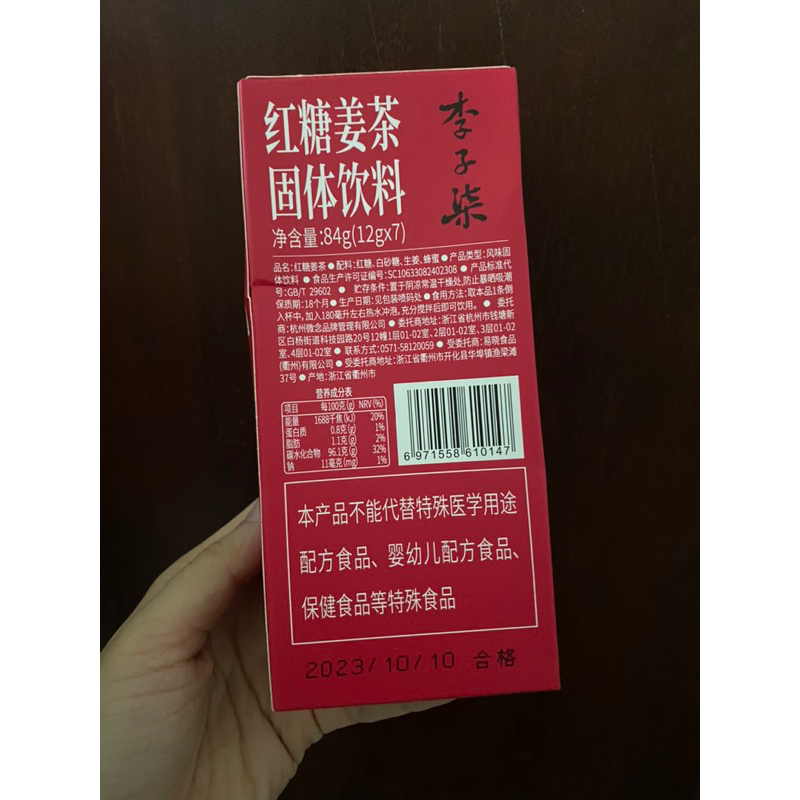 红糖姜茶
固体饮料
李子柒
净含量:84g(12gx7)
品名:红糖姜茶●配料:红糖、白砂糖、生姜、蜂蜜●产品类型:风味固
体饮料 ● 食品生产许可证编号:SC10633082402308 ● 产品标准代
号:GB/T 29602 ● 贮存条件:置于阴凉常温干燥处,防止暴晒吸潮
保质期:18个月●生产日期:见包装喷码处●食用方法:取本品1条倒
入杯中,加入180毫升左右热水冲泡,充分搅拌后即可饮用。 ● 委托
商:杭州微念品牌管理有限公司 ● 委托商地址:浙江省杭州市钱塘新
区白杨街道科技园路20号12幢1层01-02室、2层01-02室、3层01-02
室、4层01-02室 ● 联系方式:0571-58120059 ● 受委托商:易晓食品
(衢州)有限公司 ● 受委托商地址:浙江省衢州市开化县华埠镇渔梁滩
37号 ● 产地:浙江省衢州市
营养成分表
项目 每100克(g) NRV(%)
能量 1688千焦(kJ) 20%
蛋白质 0.8克(g) 1%
脂肪 1.1克(g) 2%
碳水化合物 96.1克(g) 32%
钠 11毫克(mg) 1%
6 971558 610147
本产品不能代替特殊医学用途
配方食品、婴幼儿配方食品、
保健食品等特殊食品
2023/10/10 合格